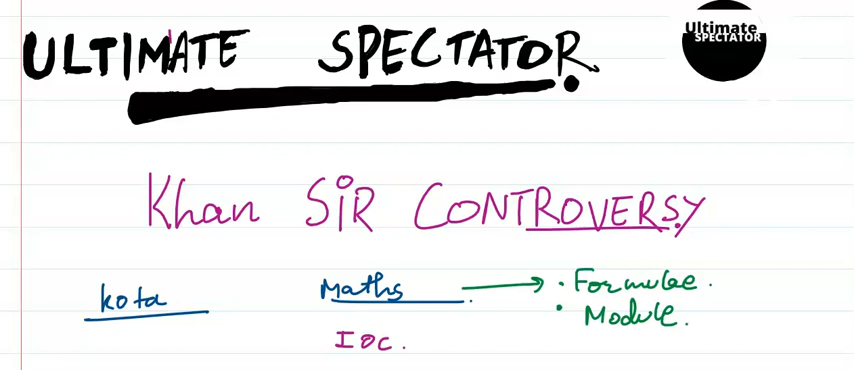 ULTIMATE SPECTATOR.
Ultimate
SPECTATOR
Khan SIR CONTROVERSY
Kota
Maths → • Formulae.
• Module.
IOC.